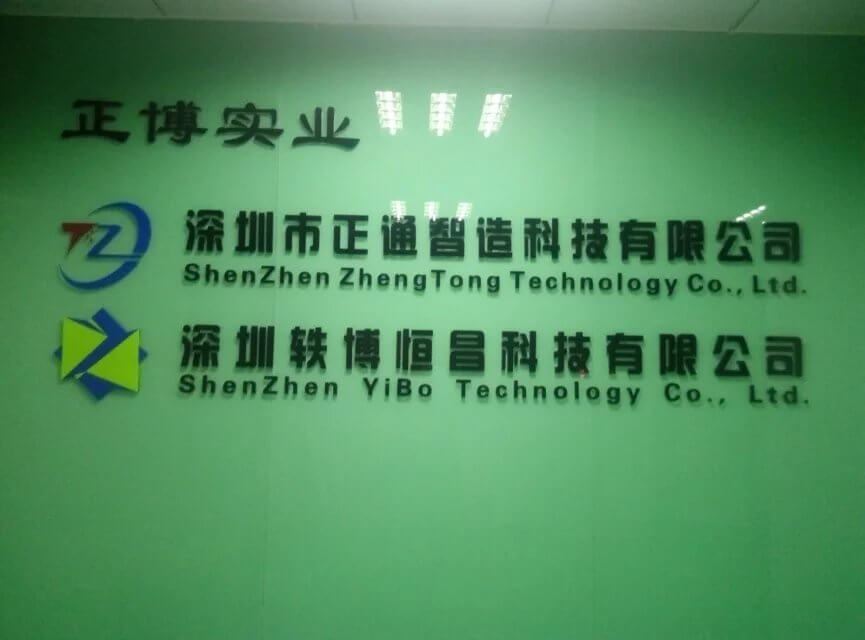 正博实业
深圳市正通智造科技有限公司
ShenZhen ZhengTong Technology Co., Ltd.
深圳轶博恒昌科技有限公司
ShenZhen YiBo Technology Co., Ltd.